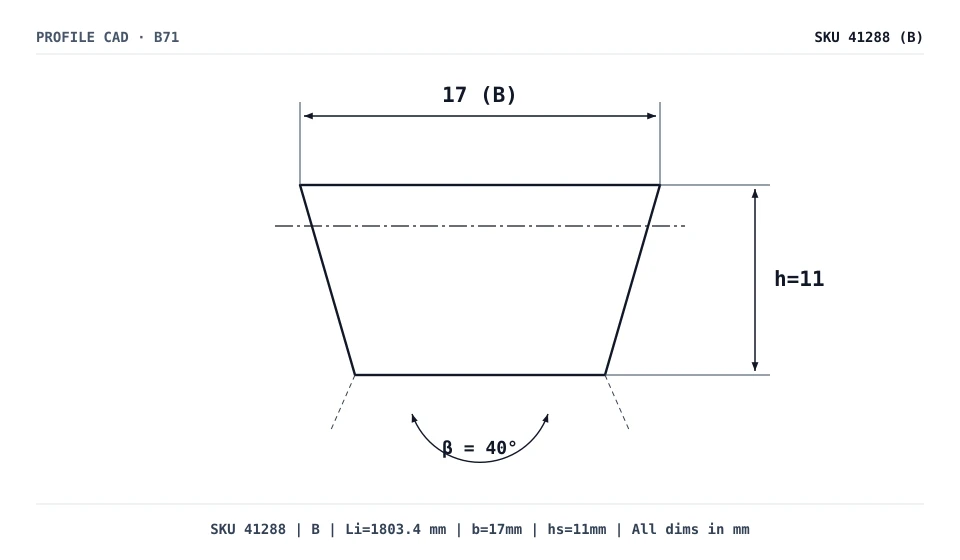 PROFILE CAD · B71
SKU 41288 (B)
17 (B)
h=11
β = 40°
SKU 41288 | B | Li=1803.4 mm | b=17mm | hs=11mm | All dims in mm